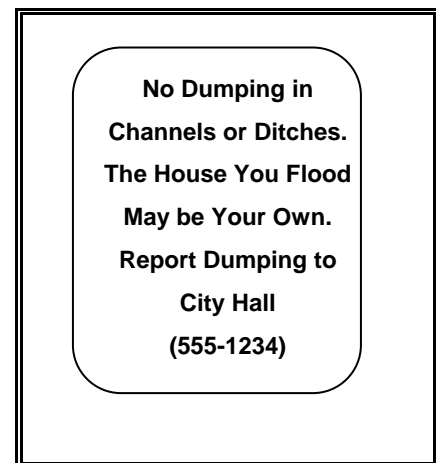 No Dumping in
Channels or Ditches.
The House You Flood
May be Your Own.
Report Dumping to
City Hall
(555-1234)